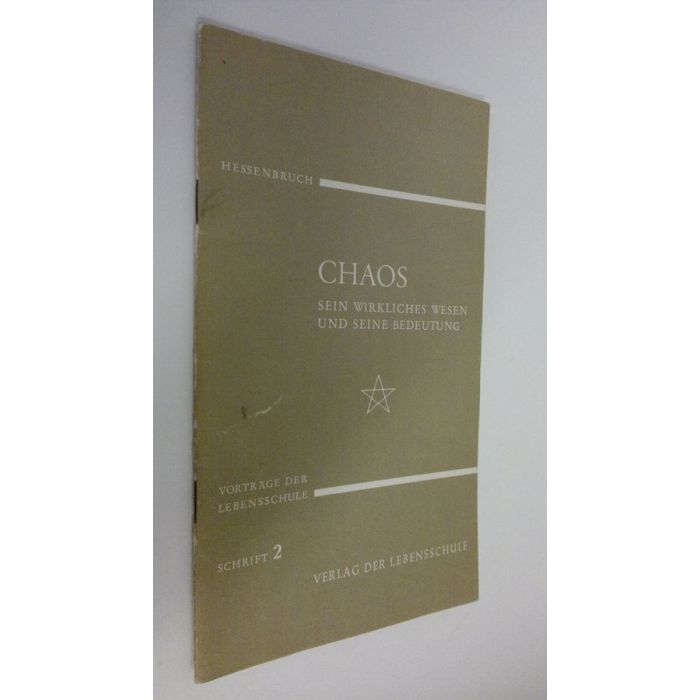 HESSENBRUCH
CHAOS
SEIN WIRKLICHES WESEN
UND SEINE BEDEUTUNG
VORTRÄGE DER
LEBENSSCHULE
SCHRIFT 2
VERLAG DER LEBENSSCHULE